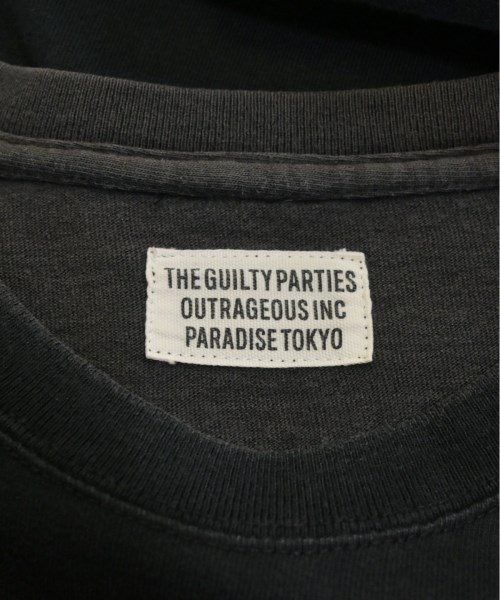 THE GUILTY PARTIES
OUTRAGEOUS INC
PARADISE TOKYO